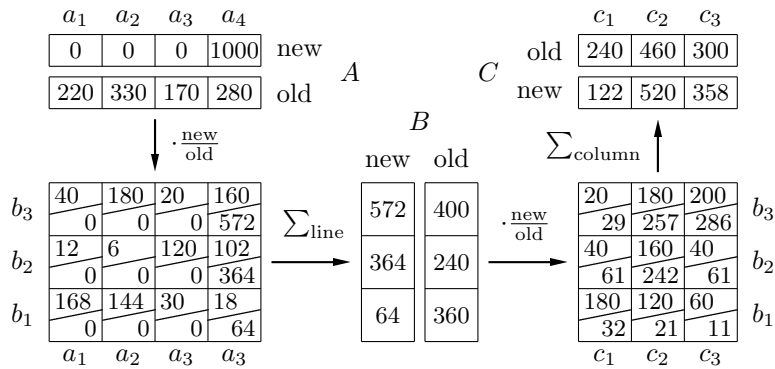 a1 a2 a3 a4 c1 c2 c3
0 0 0 1000 new old 240 460 300
A C
220 330 170 280 old new 122 520 358
B
· new/old ∑column
new old
40 180 20 160 20 180 200
b3 572 400 b3
0 0 0 572 29 257 286
∑line · new/old
12 6 120 102 40 160 40
b2 364 240 b2
0 0 0 364 61 242 61
168 144 30 18 180 120 60
b1 64 360 b1
0 0 0 64 32 21 11
a1 a2 a3 a3 c1 c2 c3